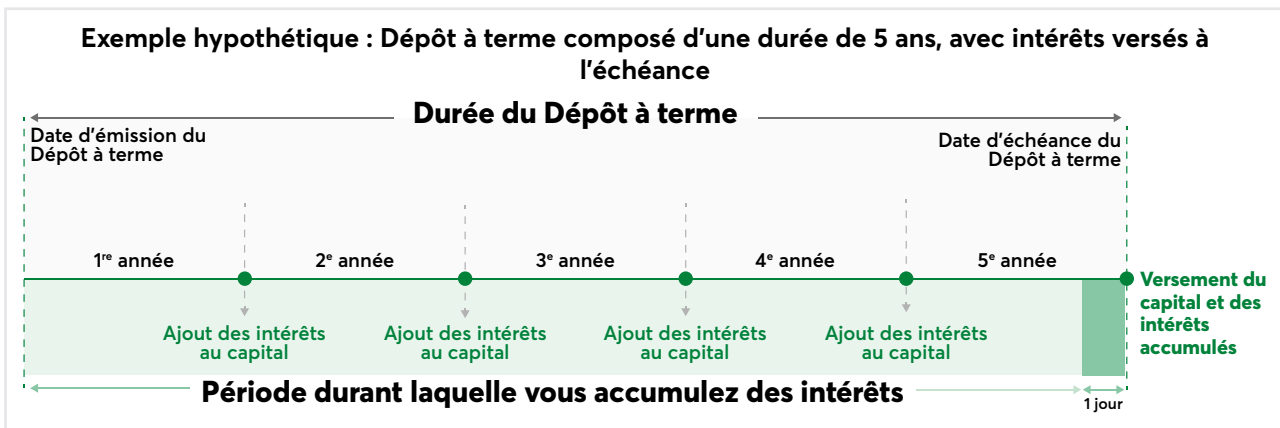 Exemple hypothétique : Dépôt à terme composé d'une durée de 5 ans, avec intérêts versés à
l'échéance
Durée du Dépôt à terme
Date d'émission du
Dépôt à terme
Date d'échéance du
Dépôt à terme
1re année
2e année
3e année
4e année
5e année
Ajout des intérêts
au capital
Ajout des intérêts
au capital
Ajout des intérêts
au capital
Ajout des intérêts
au capital
Versement du
capital et des
intérêts
accumulés
Période durant laquelle vous accumulez des intérêts
1 jour